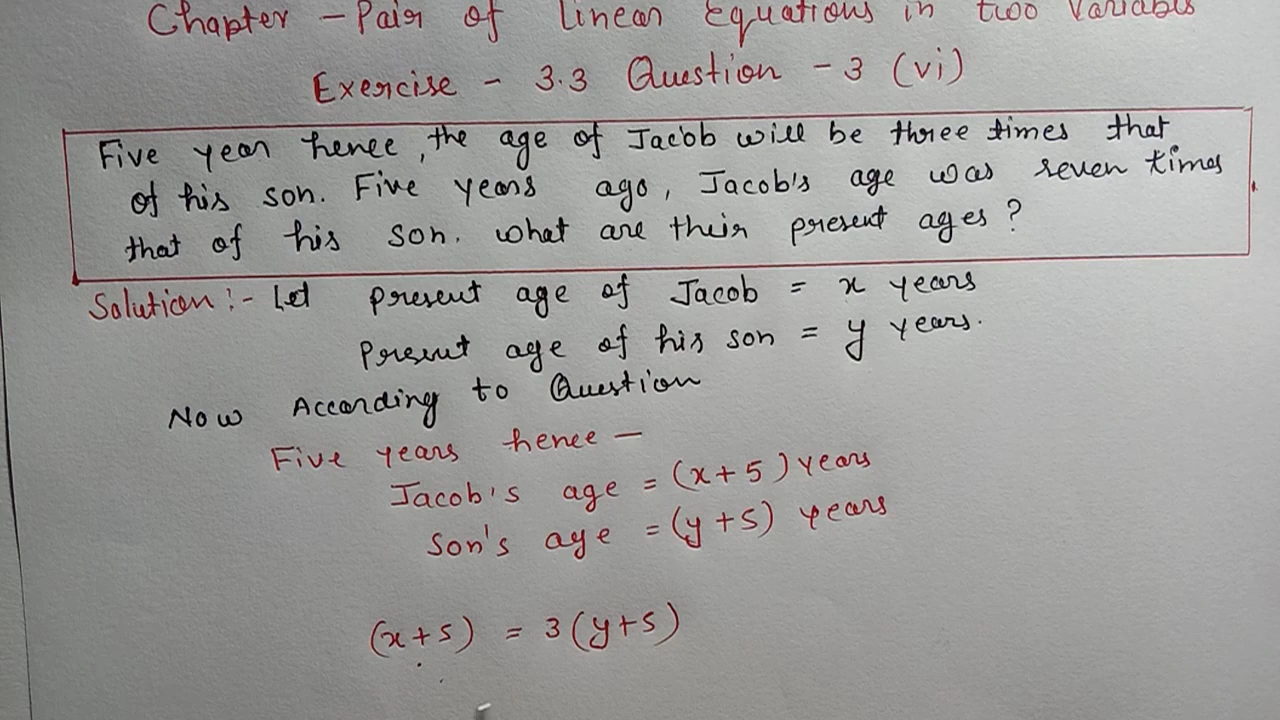 Chapter - Pair of linear Equations in two Variables
Exercise - 3.3 Question - 3 (vi)
Five year hence, the age of Jacob will be three times that
of his son. Five years ago, Jacob's age was seven times
that of his son. what are their present ages?
Solution :- Let present age of Jacob = x years
Present age of his son = y years.
Now According to Question
Five years hence —
Jacob's age = (x+5) years
Son's age = (y+5) years
(x+5) = 3(y+5)